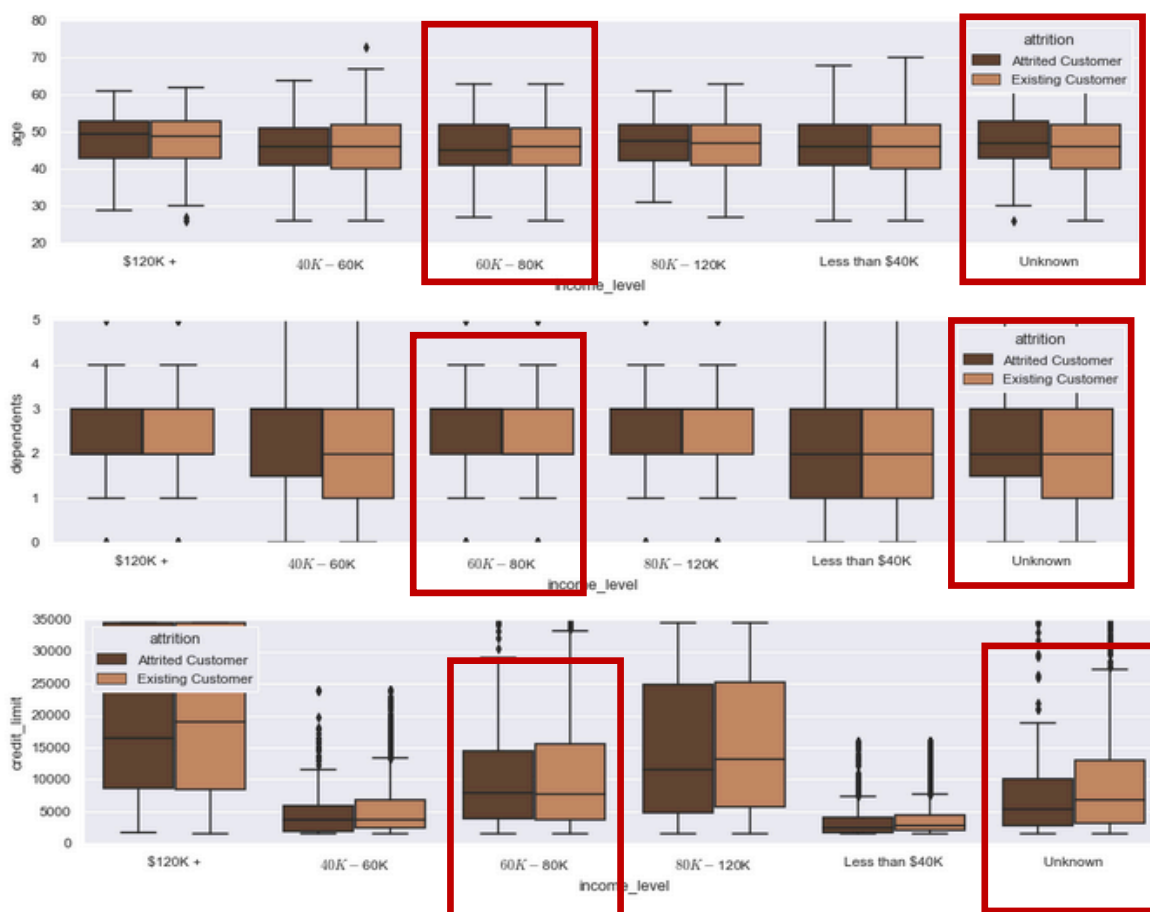 80
70
60
50
40
30
20
age
attrition
Attrited Customer
Existing Customer
$120K + 40K − 60K 60K − 80K 80K − 120K Less than $40K Unknown
income_level
5
4
3
2
1
0
dependents
attrition
Attrited Customer
Existing Customer
$120K + 40K − 60K 60K − 80K 80K − 120K Less than $40K Unknown
income_level
35000
30000
25000
20000
15000
10000
5000
0
credit_limit
attrition
Attrited Customer
Existing Customer
$120K + 40K − 60K 60K − 80K 80K − 120K Less than $40K Unknown
income_level